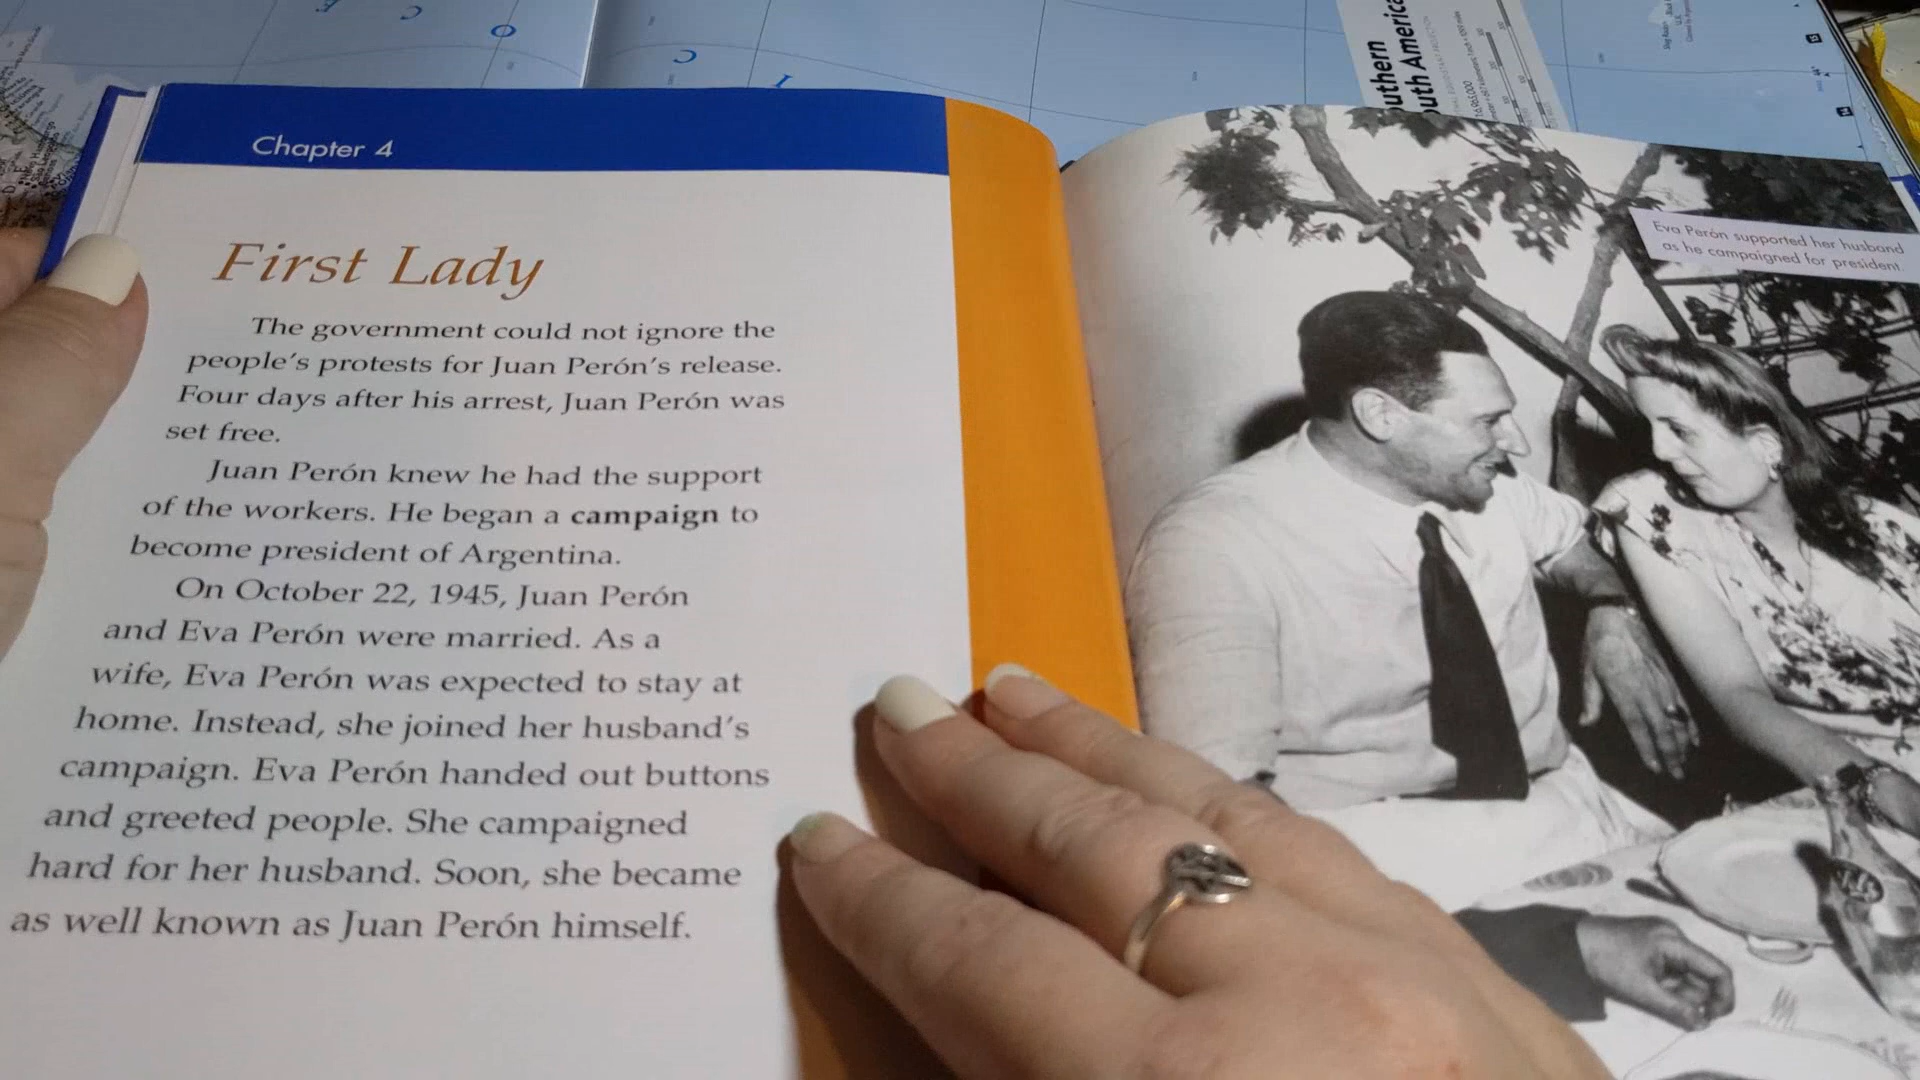 Chapter 4
First Lady
The government could not ignore the
people's protests for Juan Perón's release.
Four days after his arrest, Juan Perón was
set free.
Juan Perón knew he had the support
of the workers. He began a campaign to
become president of Argentina.
On October 22, 1945, Juan Perón
and Eva Perón were married. As a
wife, Eva Perón was expected to stay at
home. Instead, she joined her husband's
campaign. Eva Perón handed out buttons
and greeted people. She campaigned
hard for her husband. Soon, she became
as well known as Juan Perón himself.
Eva Perón supported her husband
as he campaigned for president.
outhern
outh America